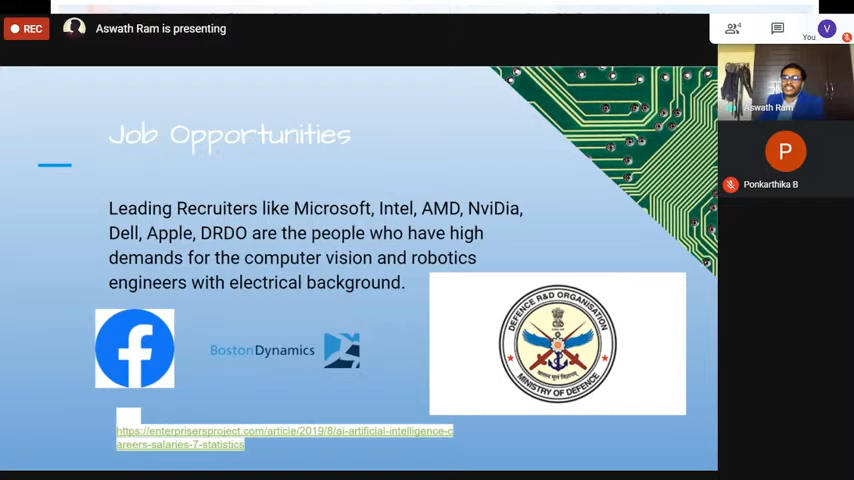 REC
Aswath Ram is presenting
4
You
V
Aswath Ram
P
Ponkarthika B
Job Opportunities
Leading Recruiters like Microsoft, Intel, AMD, NviDia,
Dell, Apple, DRDO are the people who have high
demands for the computer vision and robotics
engineers with electrical background.
f
BostonDynamics
DEFENCE R&D ORGANISATION
MINISTRY OF DEFENCE
https://enterprisersproject.com/article/2019/8/ai-artificial-intelligence-c
areers-salaries-7-statistics